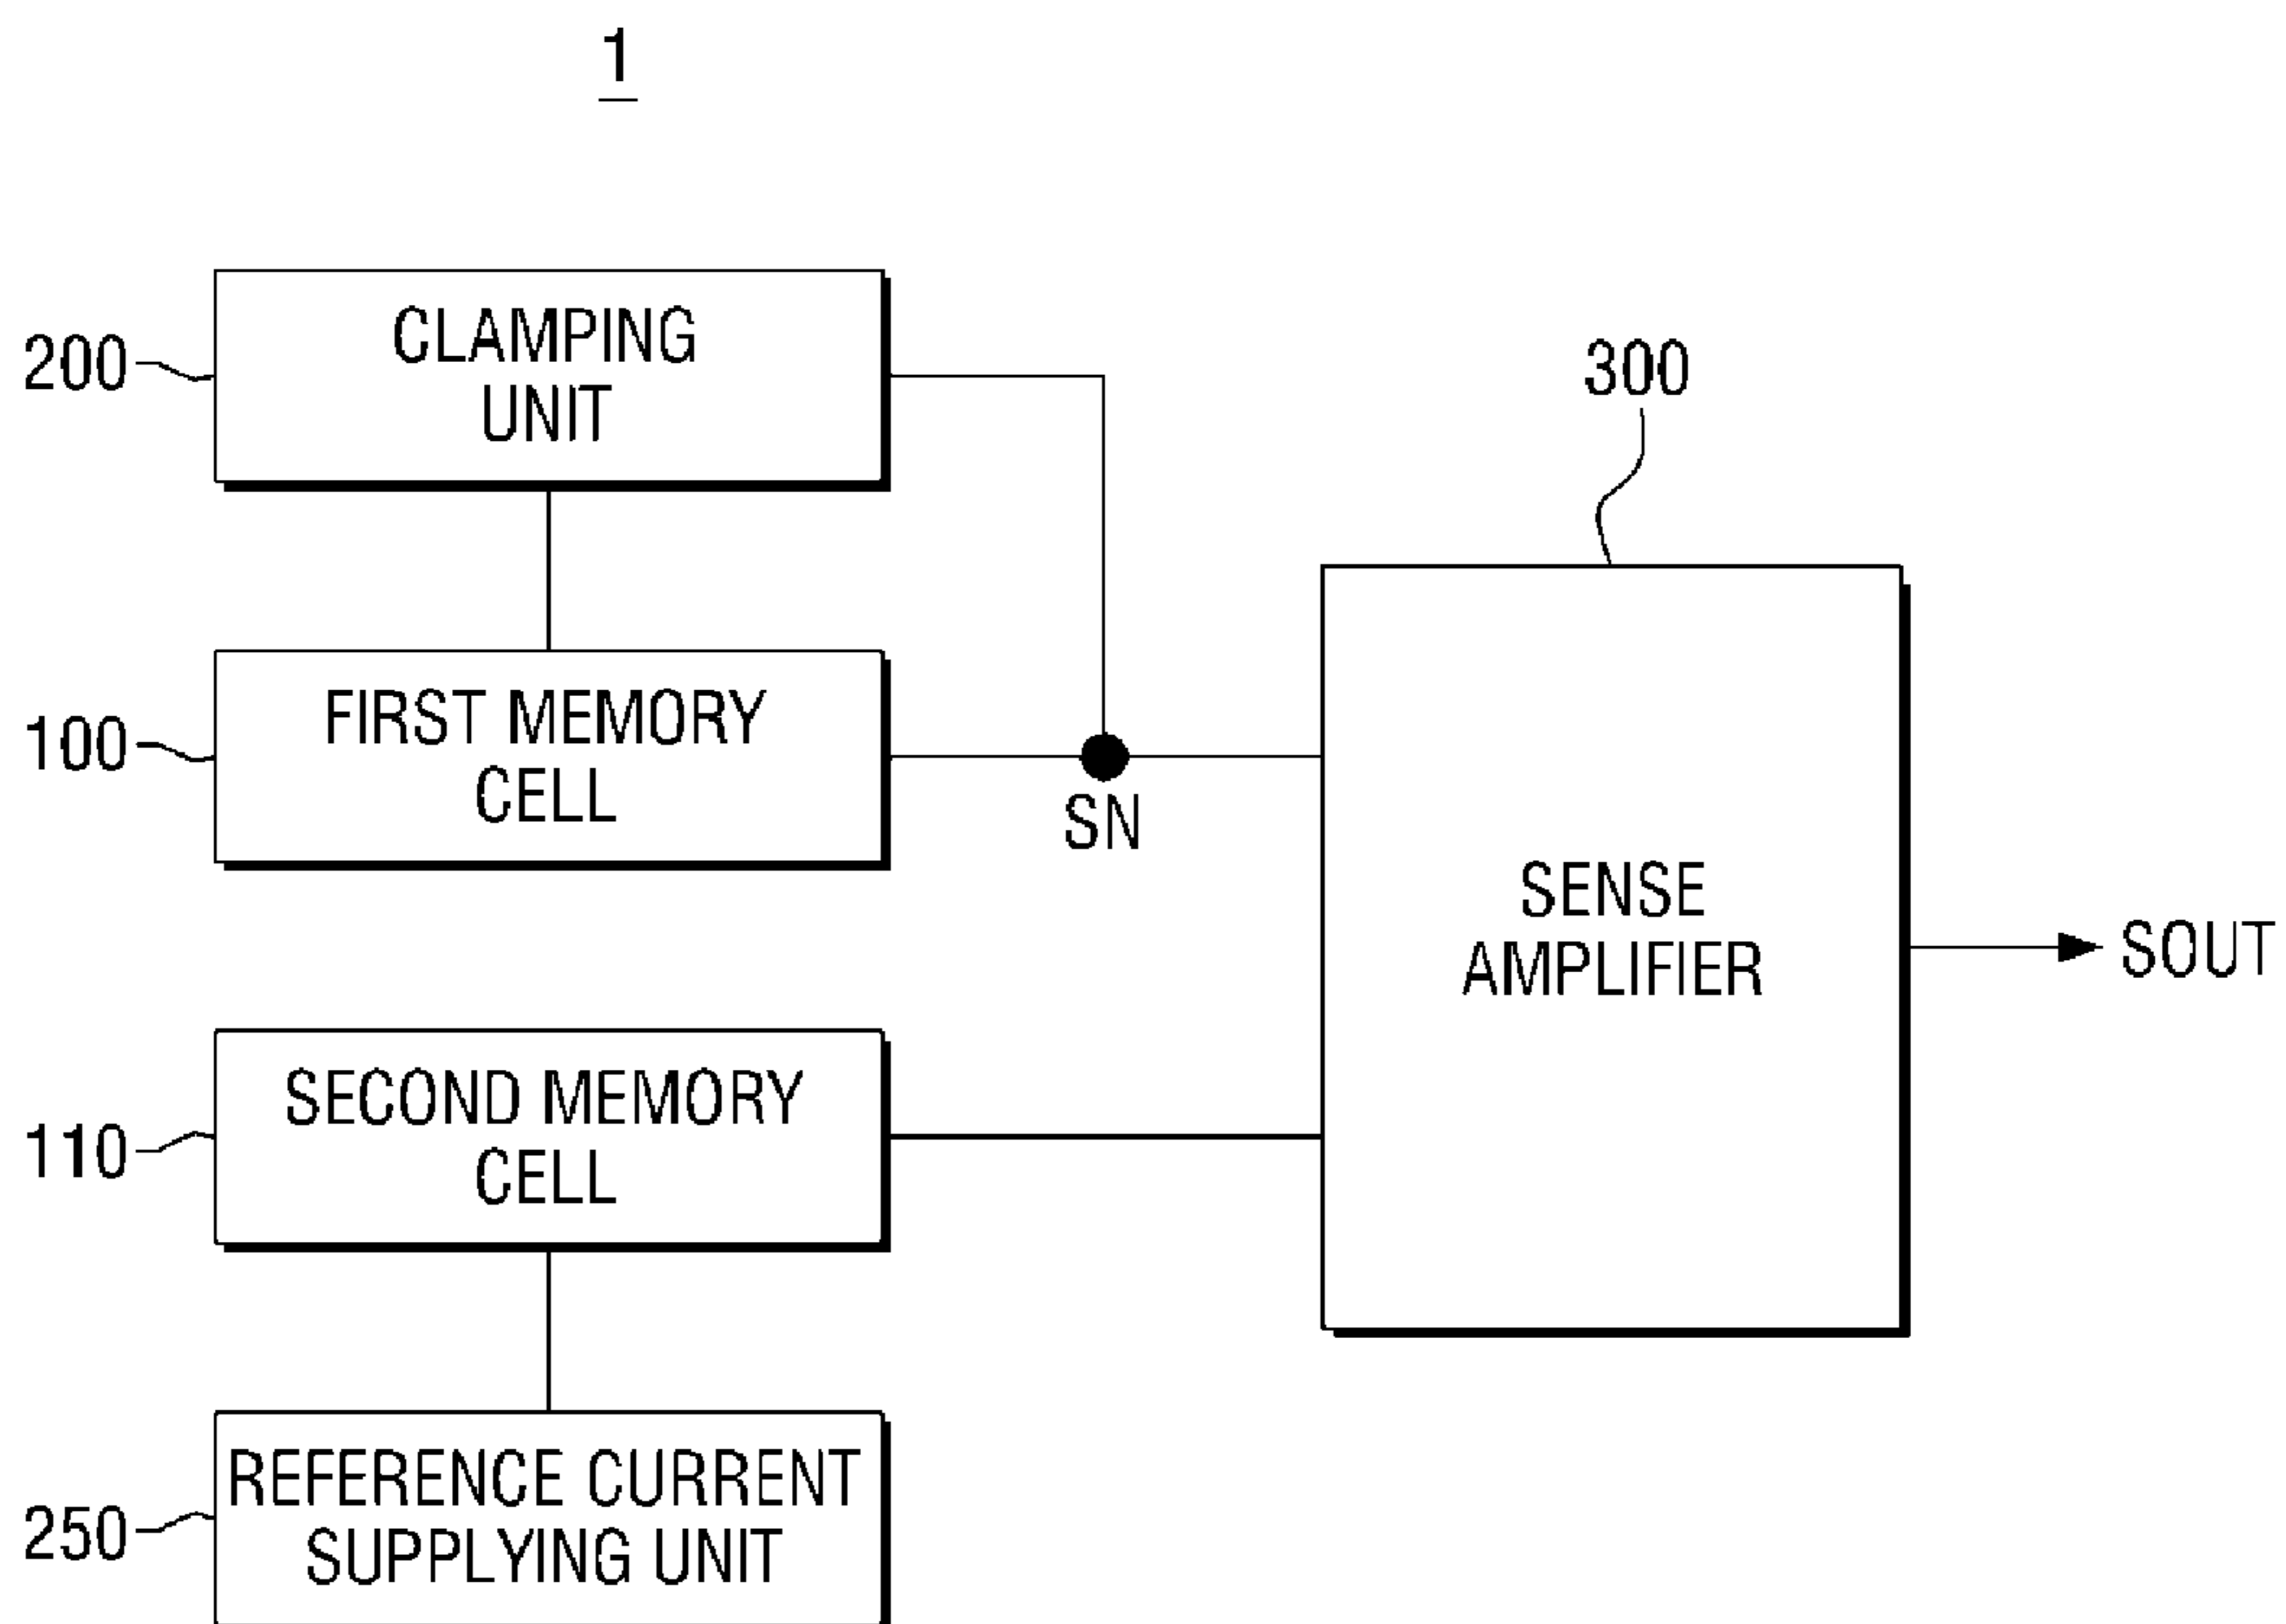 1
200
CLAMPING
UNIT
300
100
FIRST MEMORY
CELL
SN
SENSE
AMPLIFIER
SOUT
110
SECOND MEMORY
CELL
250
REFERENCE CURRENT
SUPPLYING UNIT